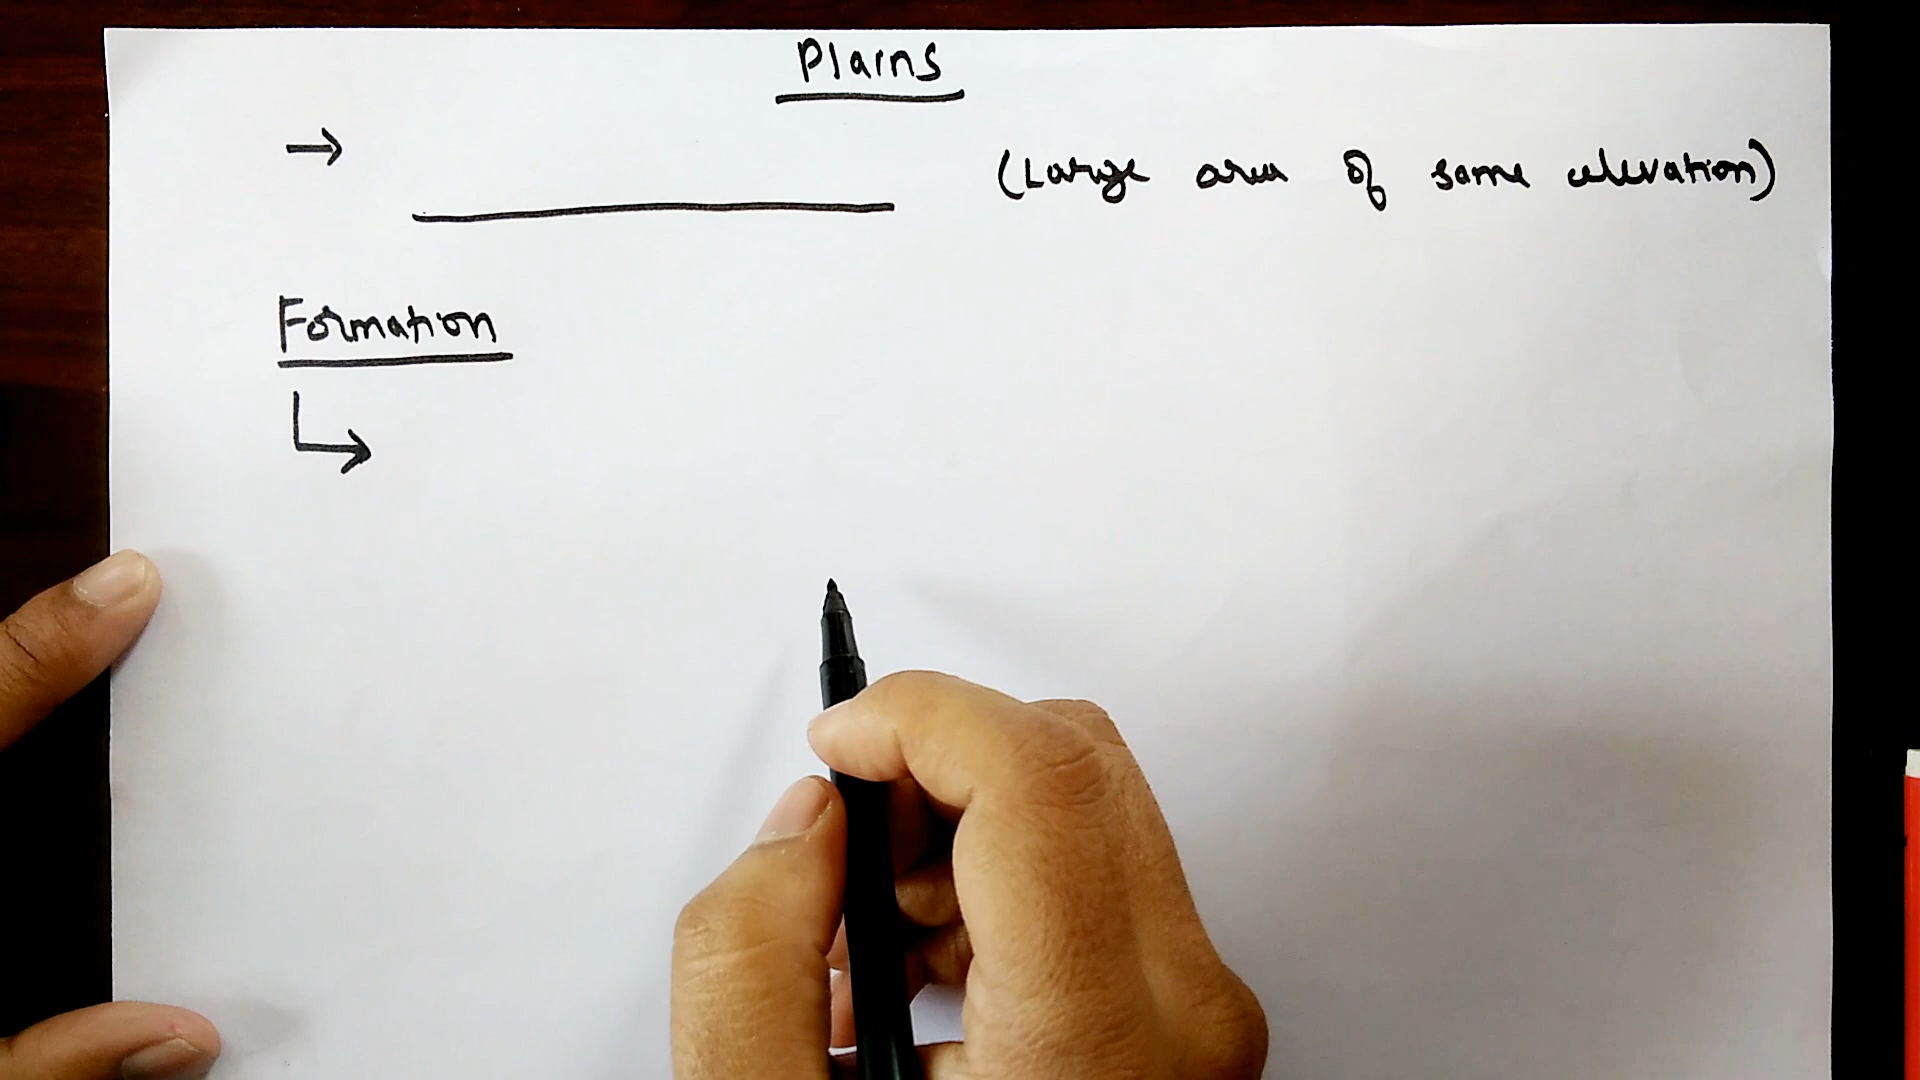 Plains
→ (Large area of same elevation)
Formation
↳